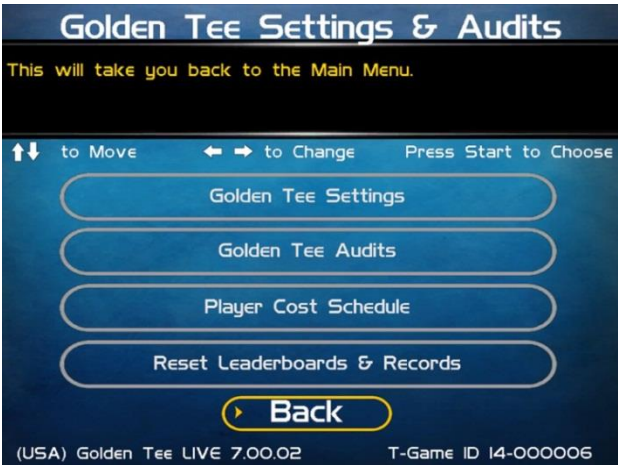 Golden Tee Settings & Audits
This will take you back to the Main Menu.
to Move to Change Press Start to Choose
Golden Tee Settings
Golden Tee Audits
Player Cost Schedule
Reset Leaderboards & Records
Back
(USA) Golden Tee LIVE 7.00.02 T-Game ID 14-000006